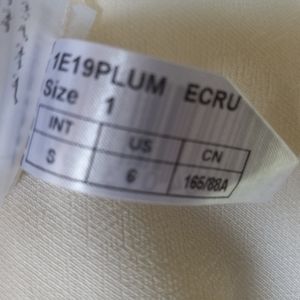 1E19PLUM ECRU
Size 1
INT US CN
S 6 165/88A